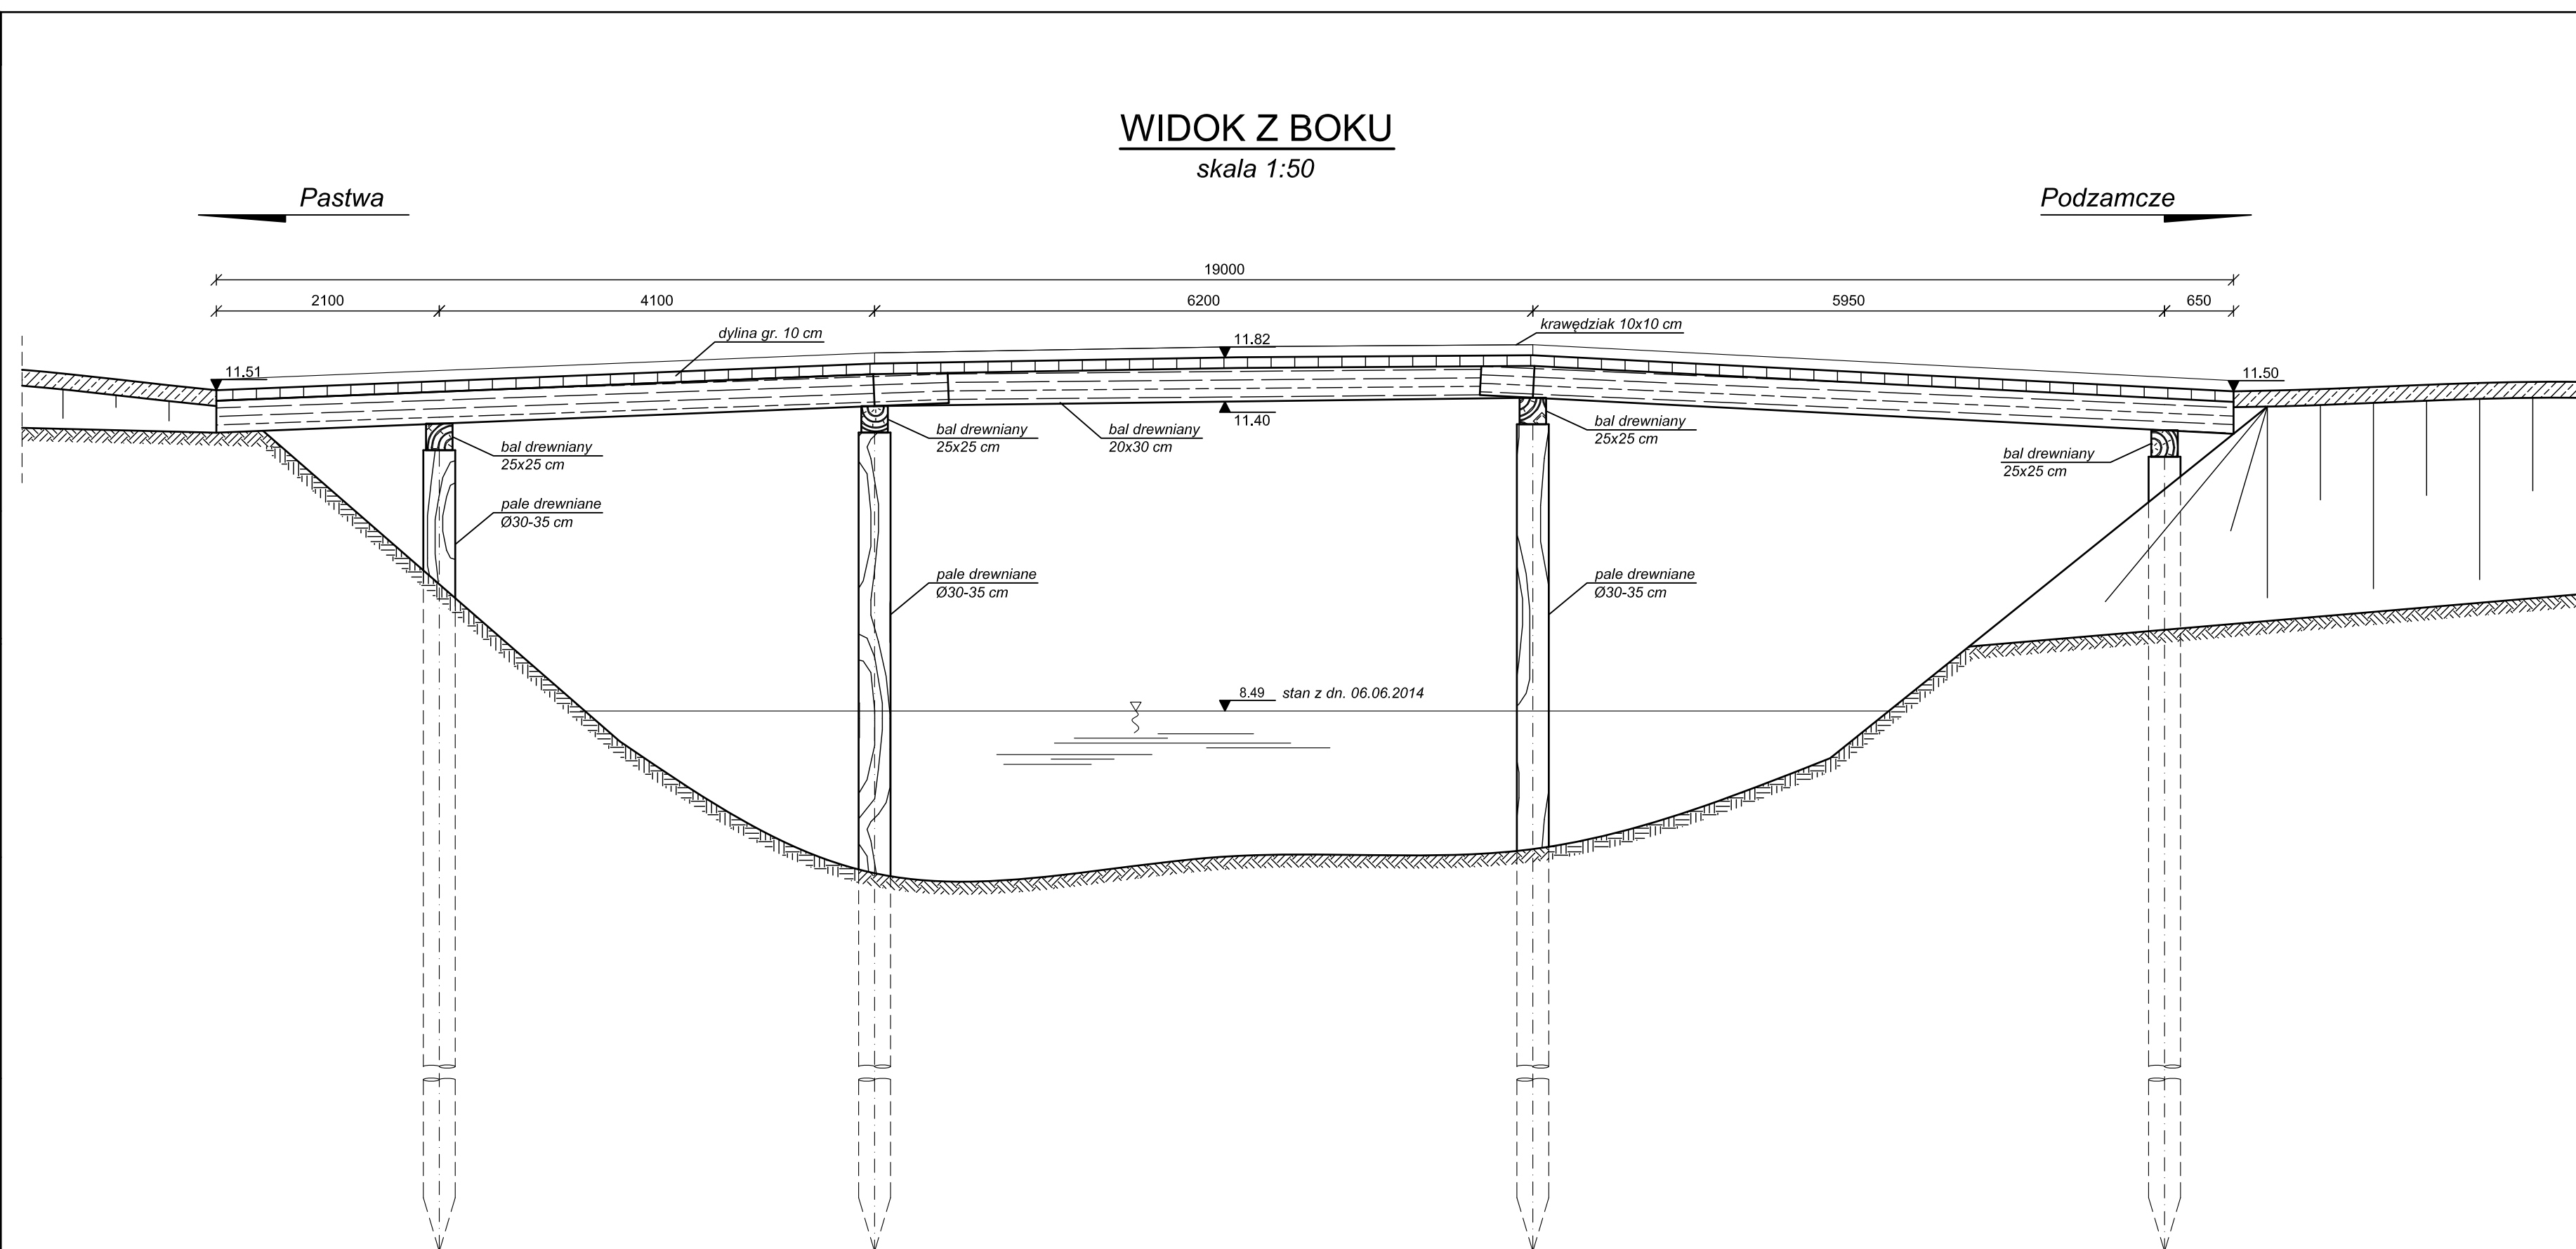 WIDOK Z BOKU
skala 1:50
Pastwa
Podzamcze
19000
2100
4100
6200
5950
650
dylina gr. 10 cm
krawędziak 10x10 cm
11.82
11.51
11.50
11.40
bal drewniany
25x25 cm
bal drewniany
25x25 cm
bal drewniany
20x30 cm
bal drewniany
25x25 cm
bal drewniany
25x25 cm
pale drewniane
Ø30-35 cm
pale drewniane
Ø30-35 cm
pale drewniane
Ø30-35 cm
8.49 stan z dn. 06.06.2014